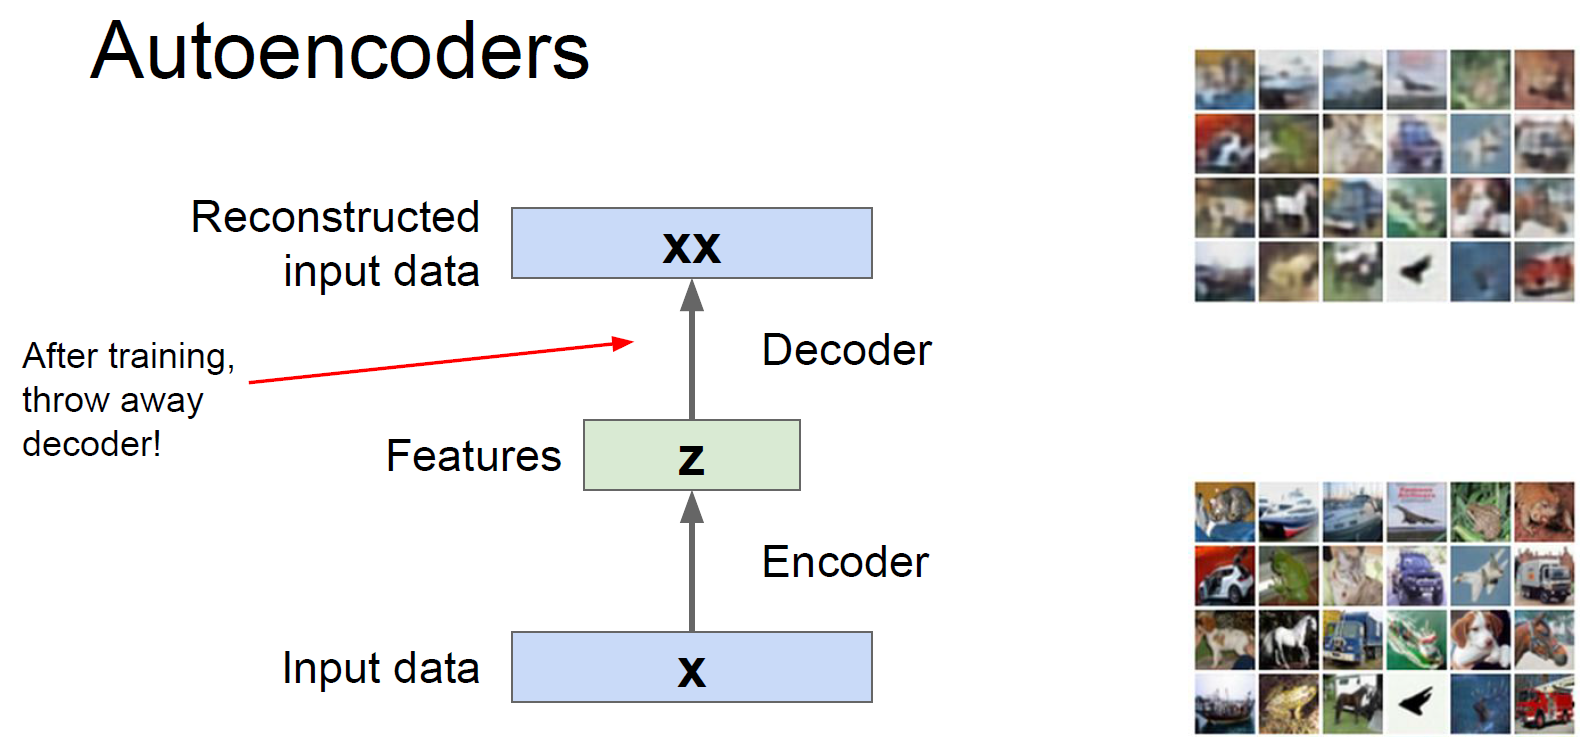 Autoencoders
Reconstructed
input data
xx
After training,
throw away
decoder!
Decoder
Features
z
Encoder
Input data
x